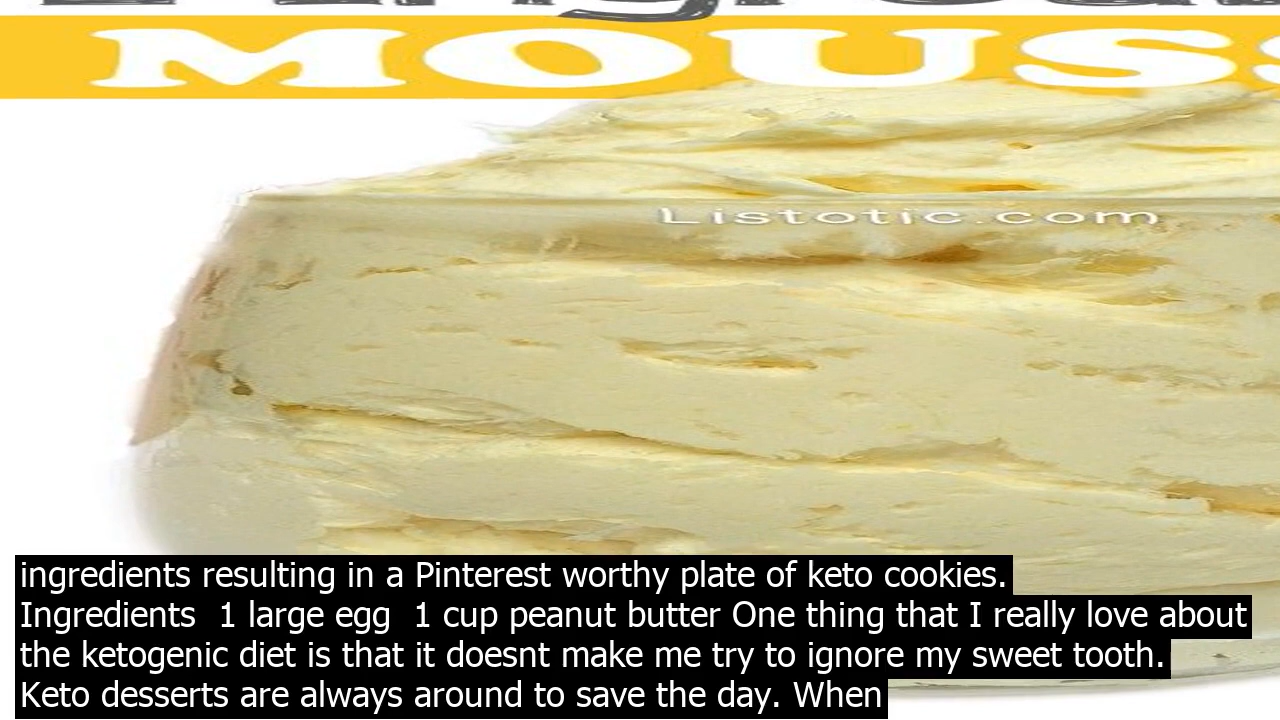 MOUS
Listotic.com
ingredients resulting in a Pinterest worthy plate of keto cookies.
Ingredients  1 large egg  1 cup peanut butter One thing that I really love about
the ketogenic diet is that it doesnt make me try to ignore my sweet tooth.
Keto desserts are always around to save the day. When